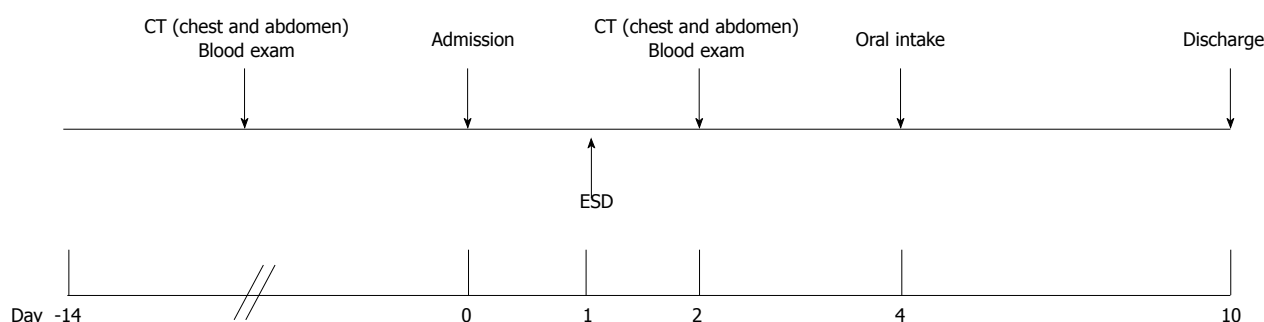 CT (chest and abdomen)
Blood exam
Admission
CT (chest and abdomen)
Blood exam
Oral intake
Discharge
ESD
Day -14 0 1 2 4 10